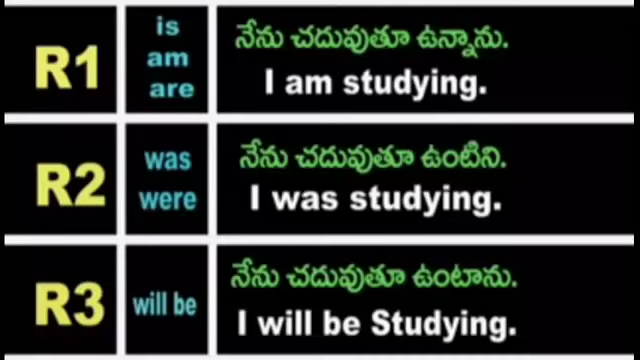 R1
is
am
are
నేను చదువుతూ ఉన్నాను.
I am studying.
R2
was
were
నేను చదువుతూ ఉంటిని.
I was studying.
R3
will be
నేను చదువుతూ ఉంటాను.
I will be Studying.